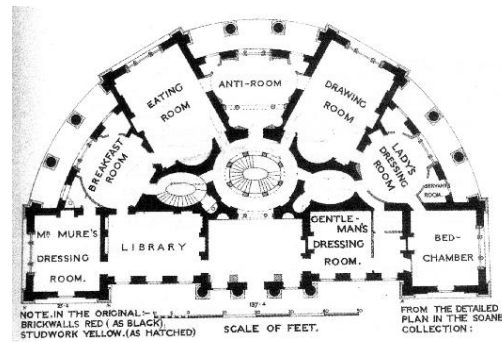 ANTI-ROOM
EATING
ROOM
DRAWING
ROOM
BREAKFAST
ROOM
LADY'S
DRESSING
ROOM
SERVANT'S
ROOM
MR MURE'S
DRESSING
ROOM.
LIBRARY
GENTLE-
MAN'S
DRESSING
ROOM.
BED-
CHAMBER
NOTE. IN THE ORIGINAL:-
BRICKWALLS RED (AS BLACK),
STUDWORK YELLOW. (AS HATCHED)
SCALE OF FEET.
FROM THE DETAILED
PLAN IN THE SOANE
COLLECTION: